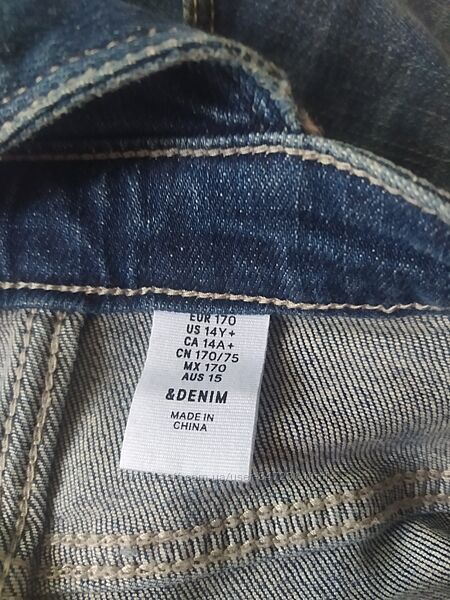 EUR 170
US 14Y+
CA 14A+
CN 170/75
MX 170
AUS 15
&DENIM
MADE IN
CHINA